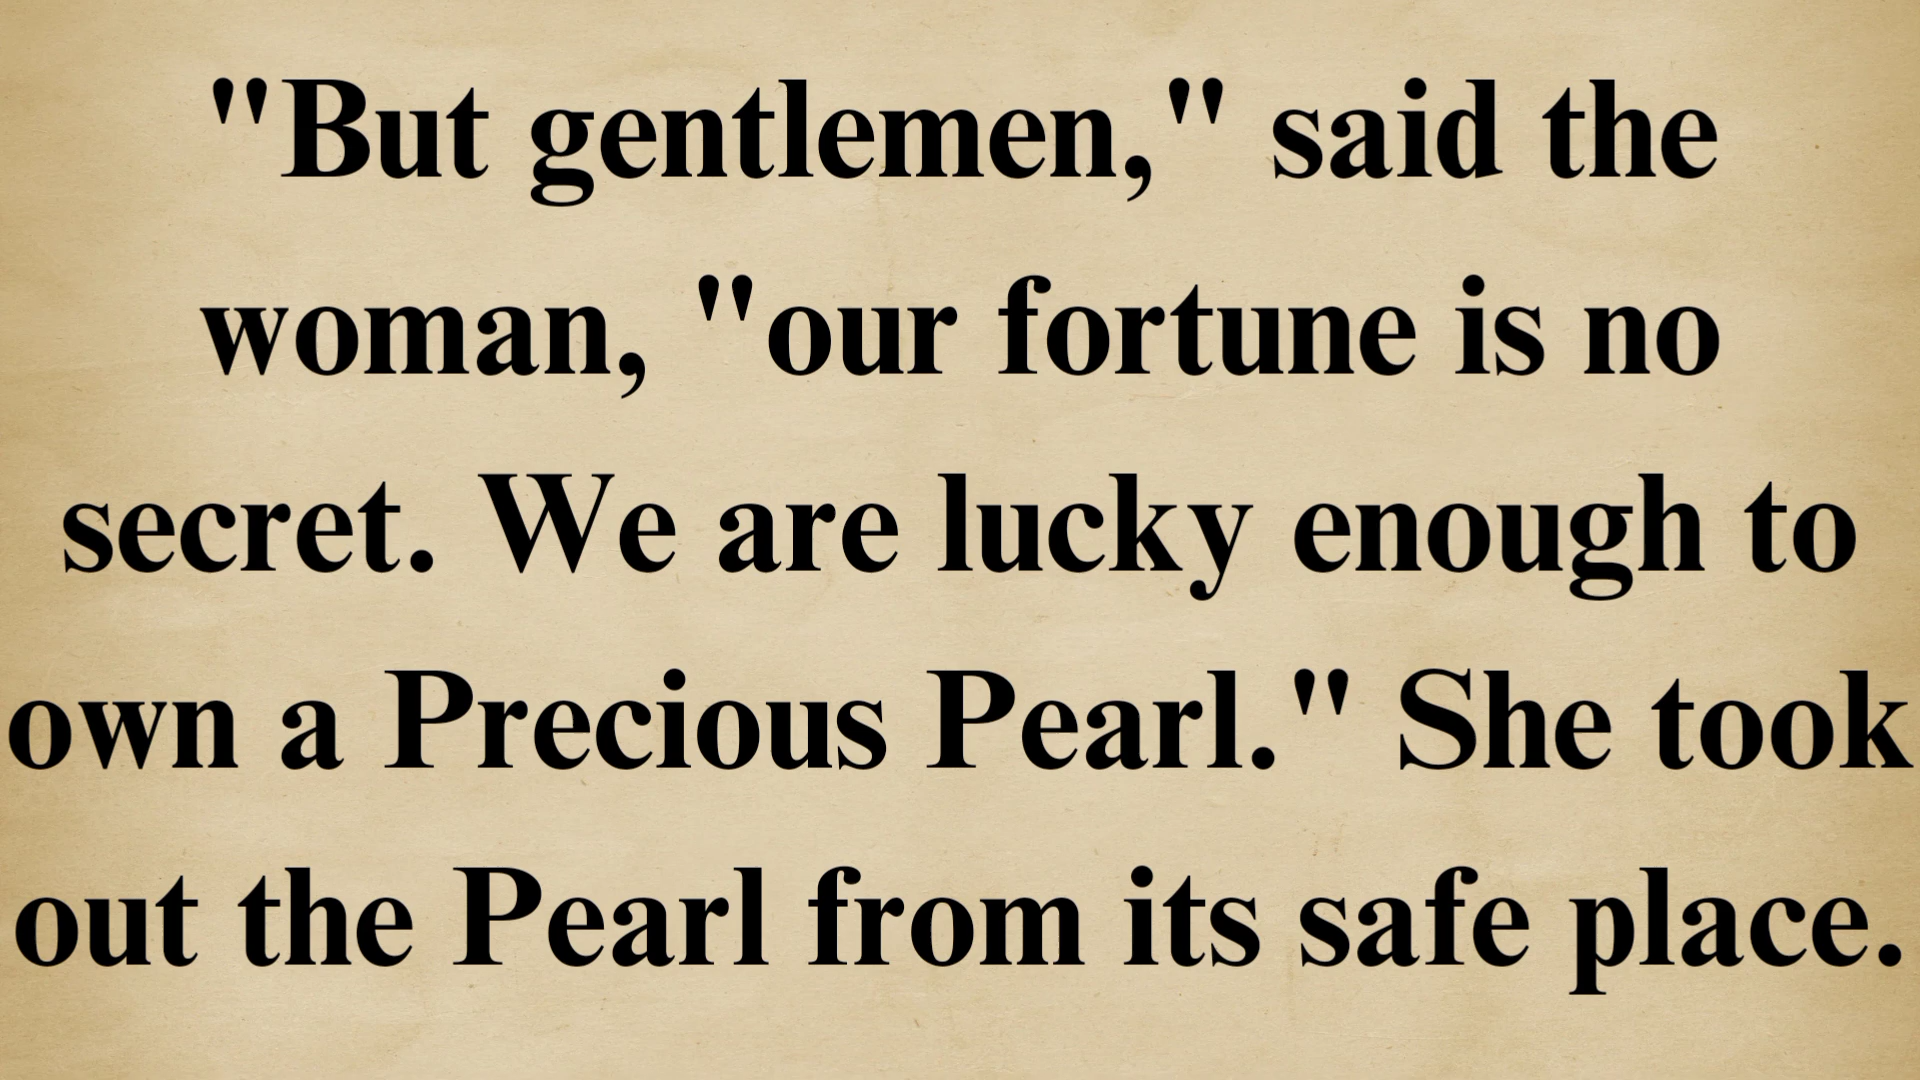 "But gentlemen," said the
woman, "our fortune is no
secret. We are lucky enough to
own a Precious Pearl." She took
out the Pearl from its safe place.